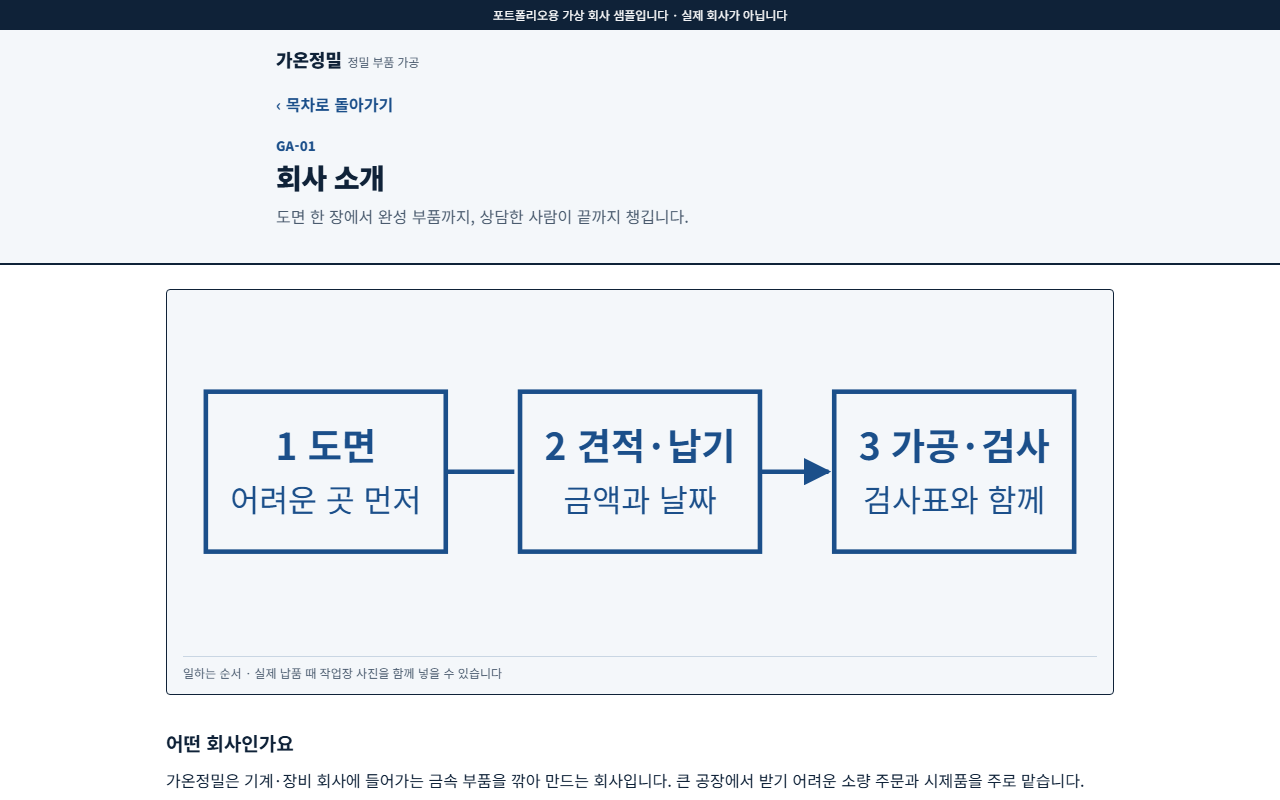 포트폴리오용 가상 회사 샘플입니다 · 실제 회사가 아닙니다
가온정밀 정밀 부품 가공
‹ 목차로 돌아가기
GA-01
회사 소개
도면 한 장에서 완성 부품까지, 상담한 사람이 끝까지 챙깁니다.
1 도면
어려운 곳 먼저
2 견적·납기
금액과 날짜
3 가공·검사
검사표와 함께
일하는 순서 · 실제 납품 때 작업장 사진을 함께 넣을 수 있습니다
어떤 회사인가요
가온정밀은 기계·장비 회사에 들어가는 금속 부품을 깎아 만드는 회사입니다. 큰 공장에서 받기 어려운 소량 주문과 시제품을 주로 맡습니다.